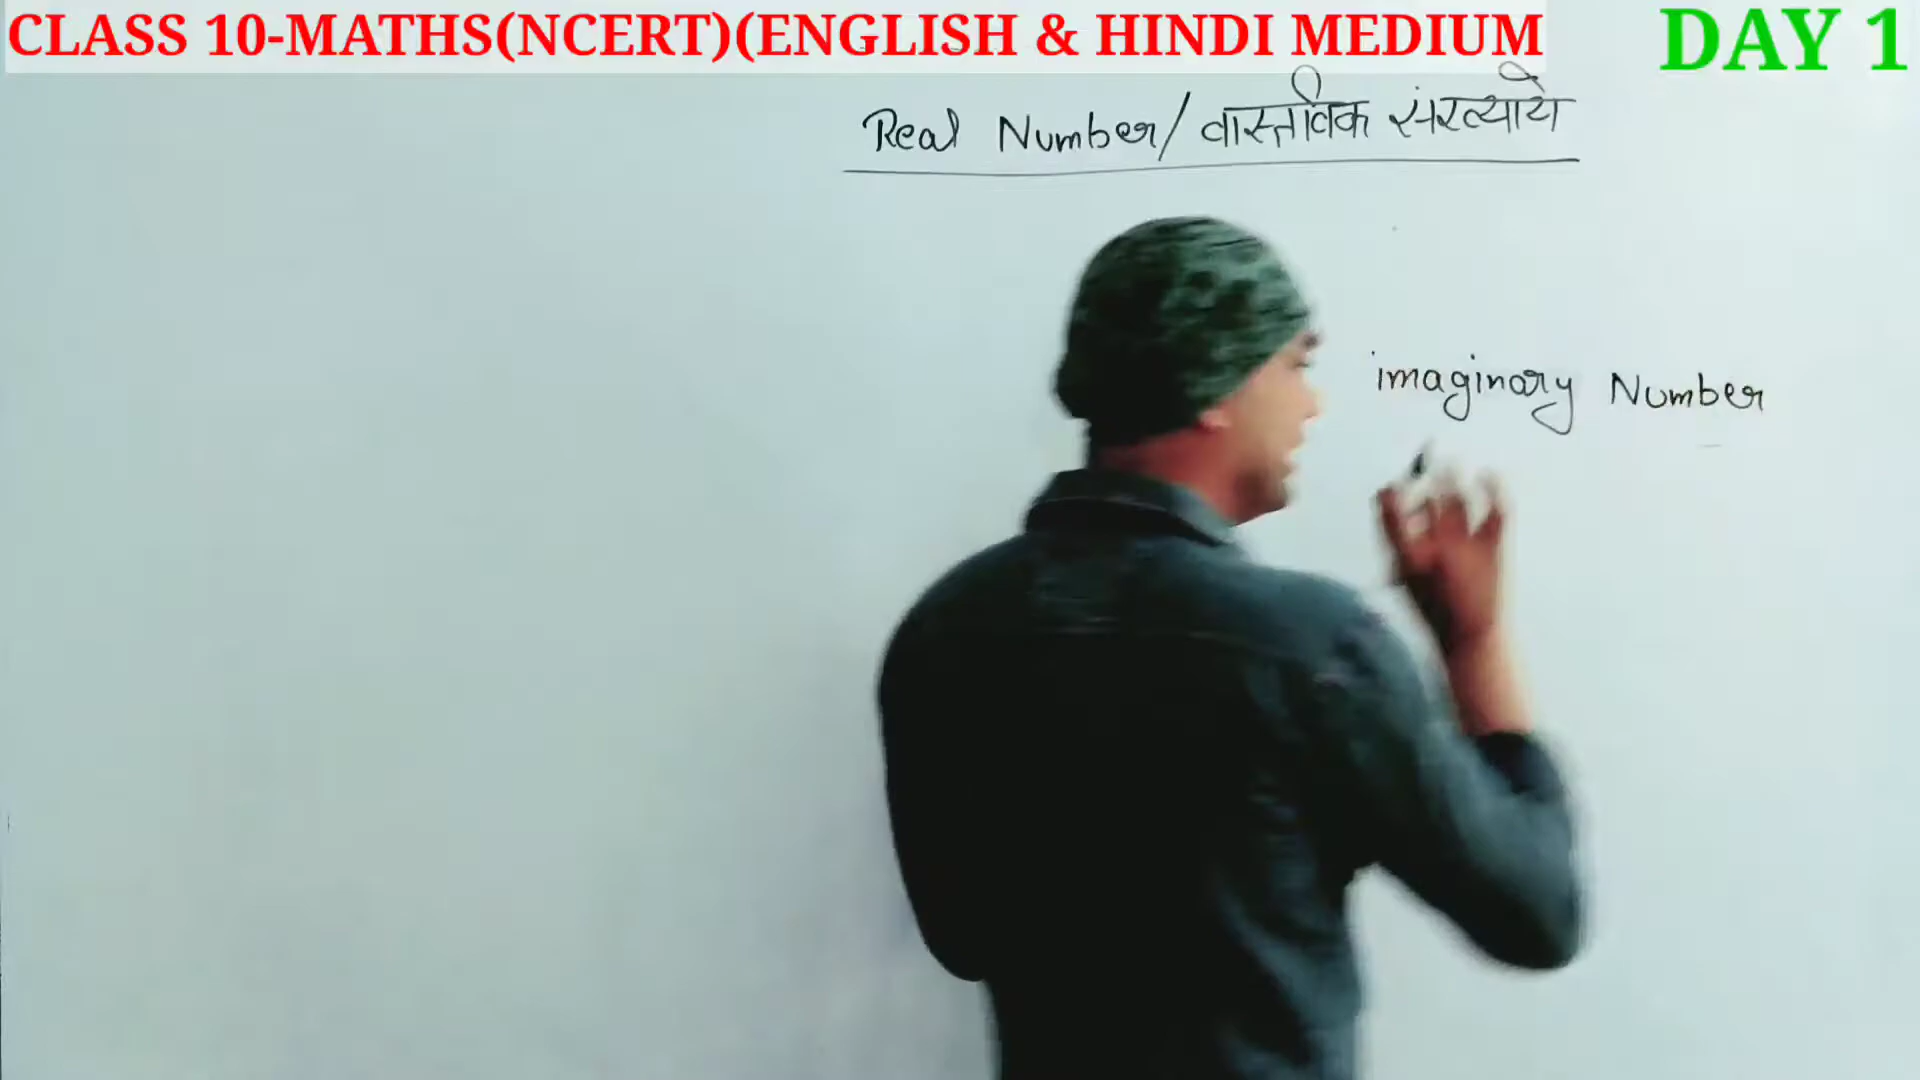 CLASS 10-MATHS(NCERT)(ENGLISH & HINDI MEDIUM
DAY 1
Real Number/ वास्तविक संख्याये
imaginary Number